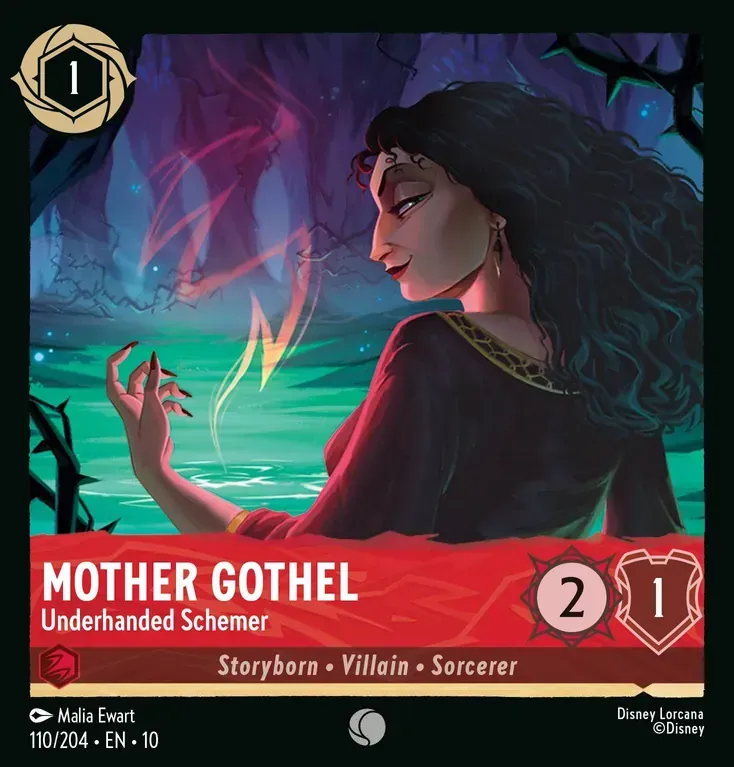 1
MOTHER GOTHEL
Underhanded Schemer
2
1
Storyborn • Villain • Sorcerer
Malia Ewart
110/204 • EN • 10
Disney Lorcana
©Disney